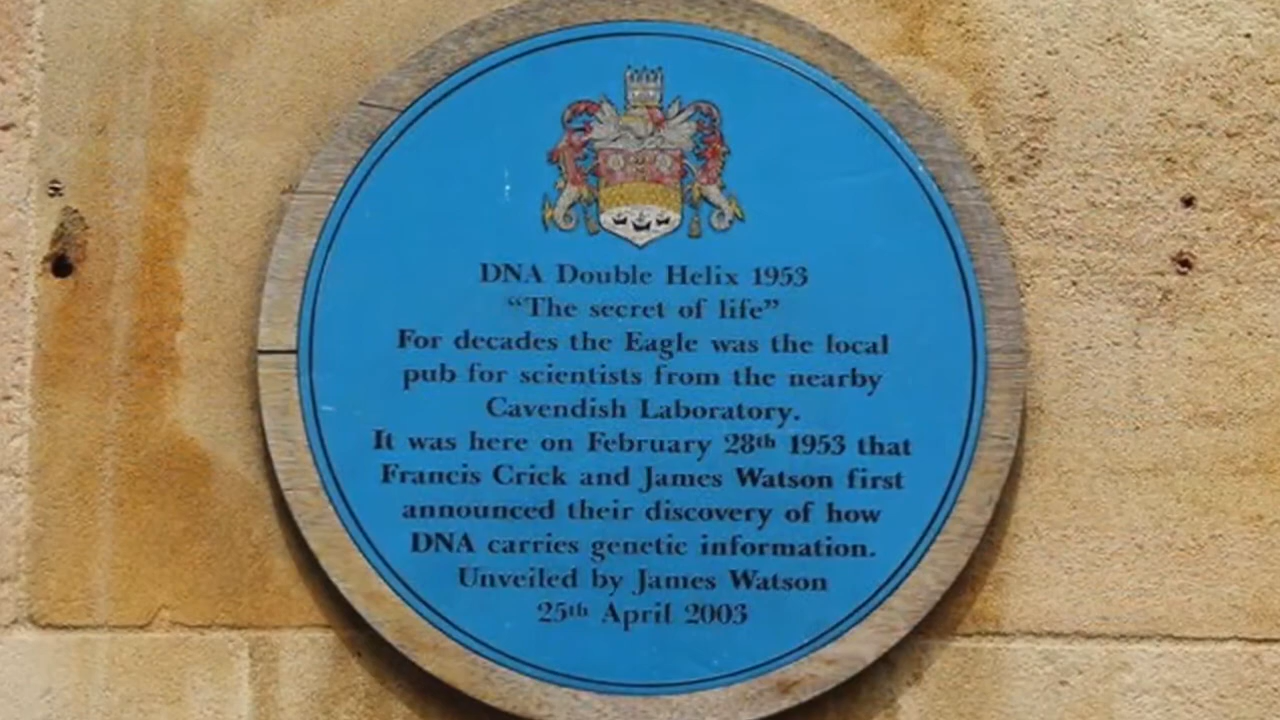 DNA Double Helix 1953
“The secret of life”
For decades the Eagle was the local
pub for scientists from the nearby
Cavendish Laboratory.
It was here on February 28th 1953 that
Francis Crick and James Watson first
announced their discovery of how
DNA carries genetic information.
Unveiled by James Watson
25th April 2003